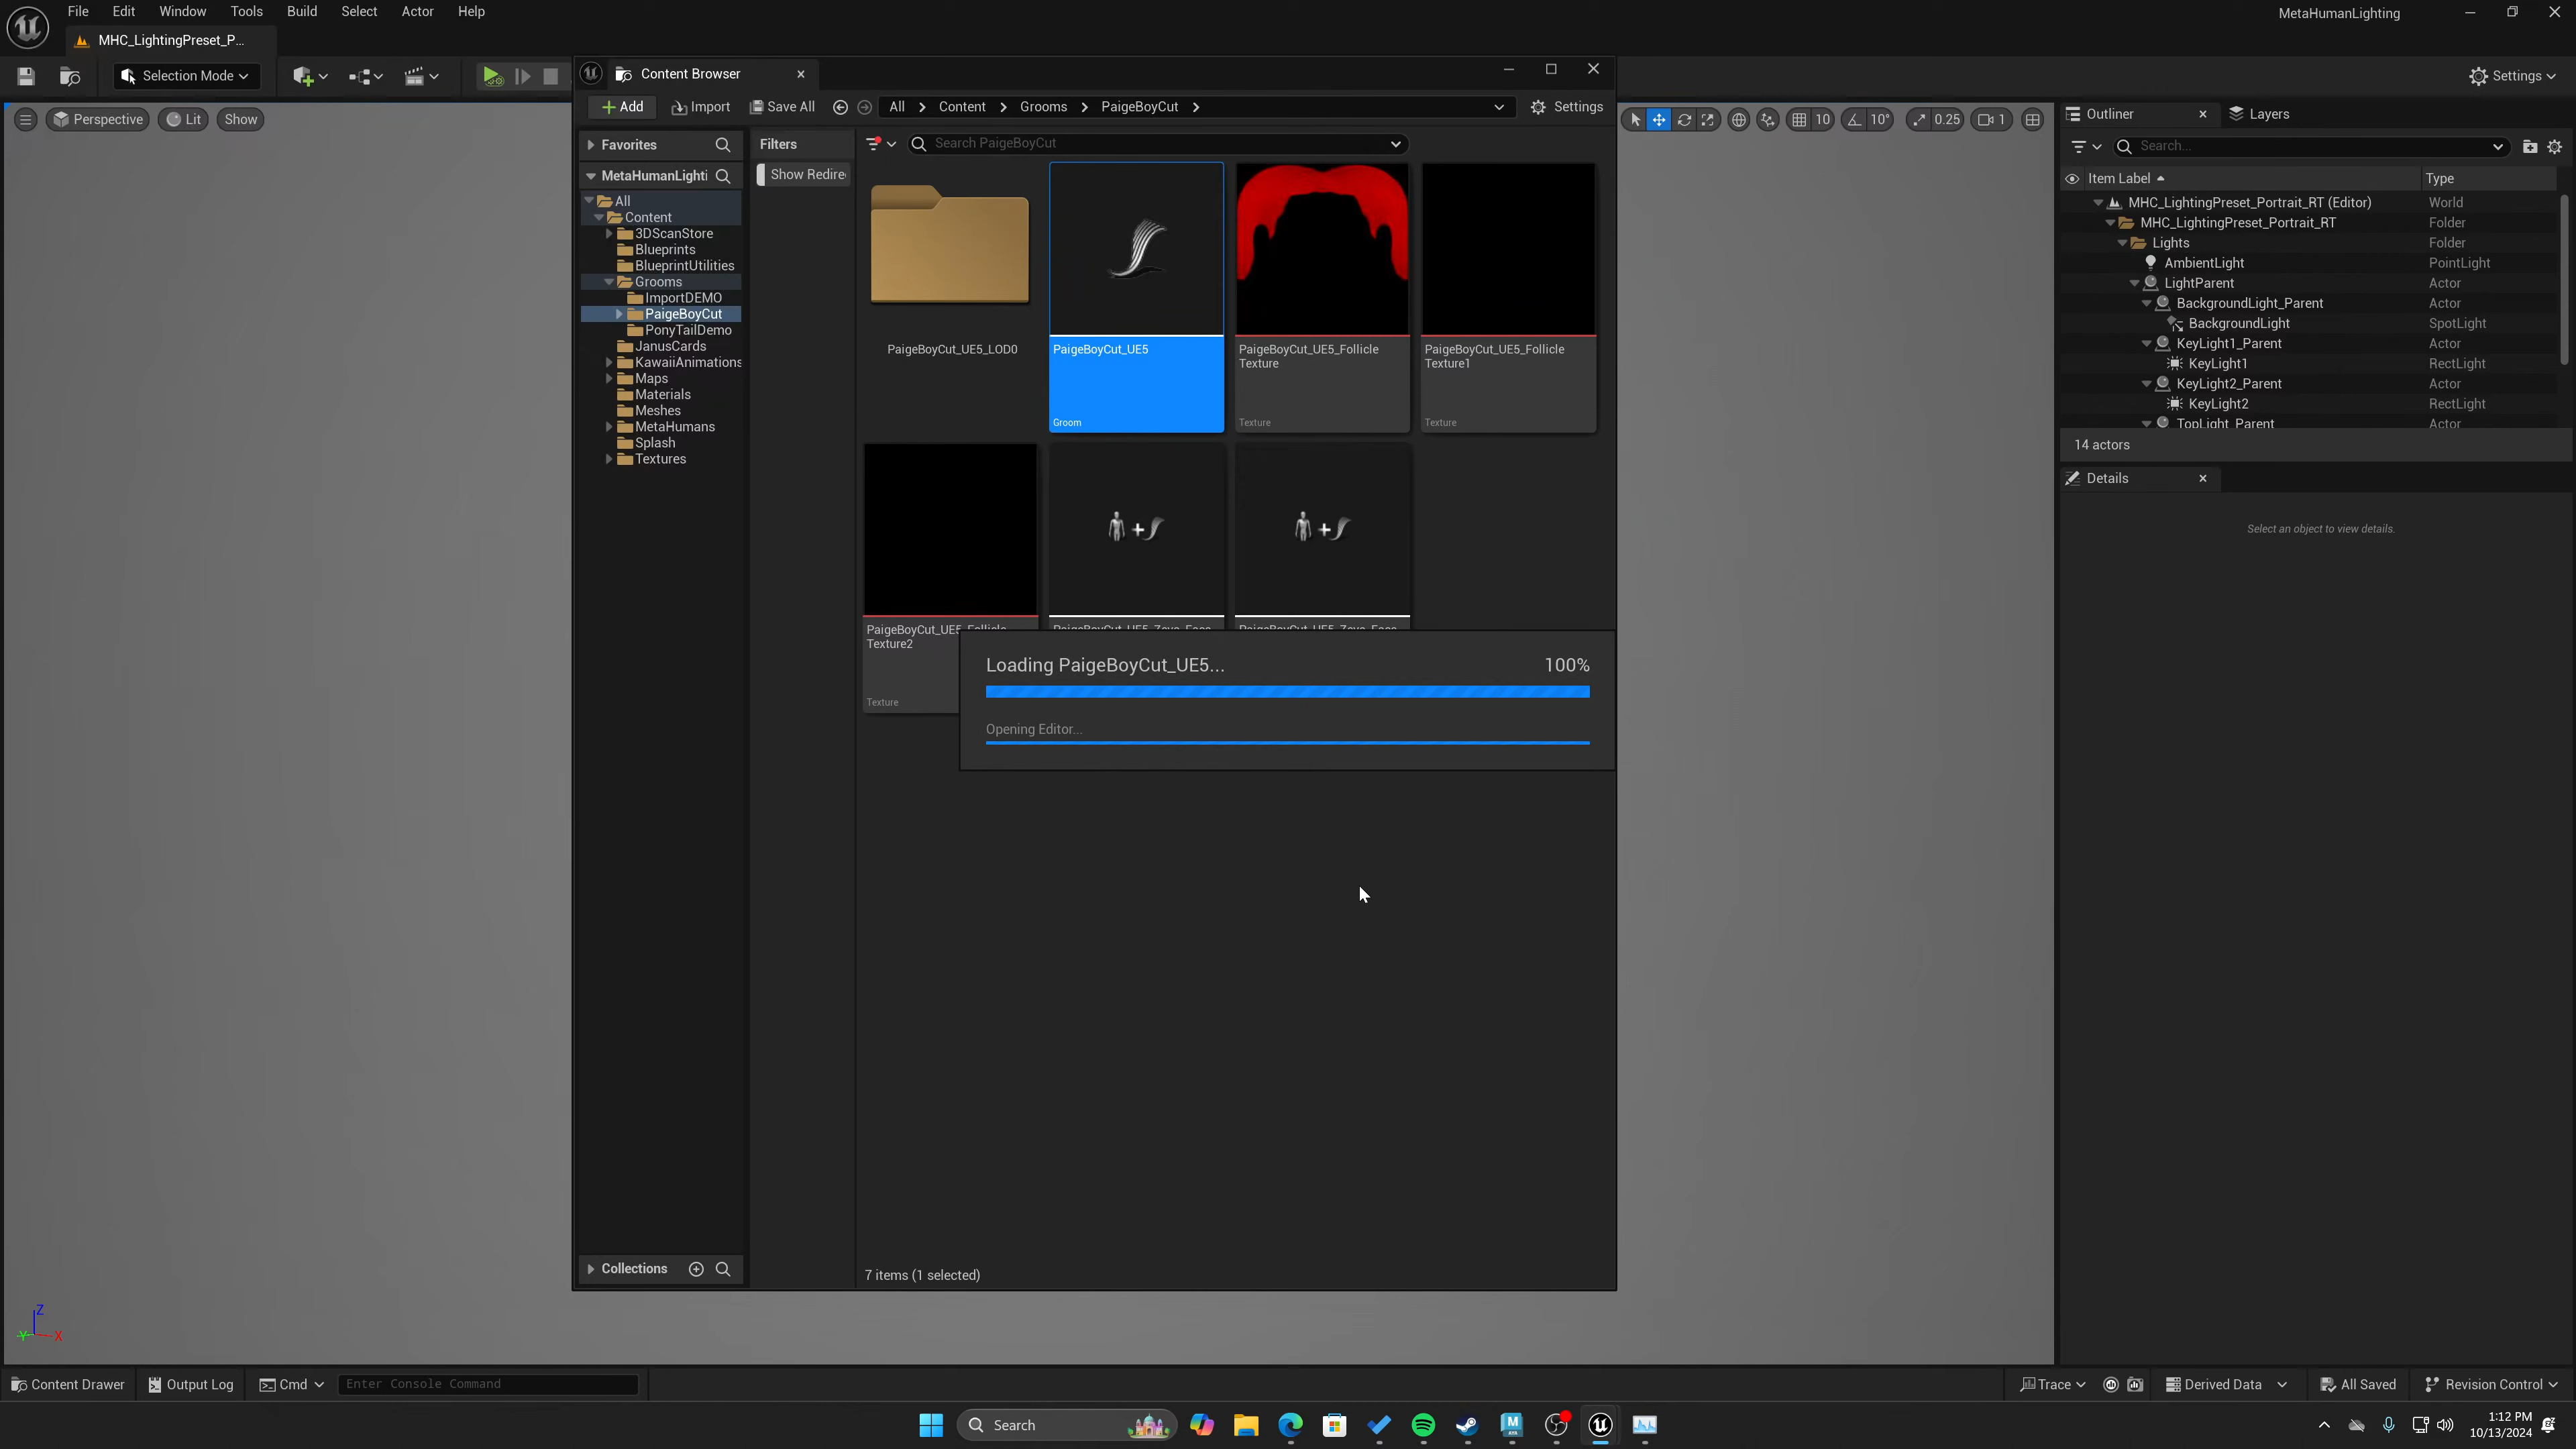 File Edit Window Tools Build Select Actor Help
MetaHumanLighting
MHC_LightingPreset_P...
Selection Mode
Settings
Content Browser
Add Import Save All All Content Grooms PaigeBoyCut Settings
Perspective Lit Show
10 10° 0.25 1
Favorites
Filters
Search PaigeBoyCut
MetaHumanLighti
Show Redire
All
Content
3DScanStore
Blueprints
BlueprintUtilities
Grooms
ImportDEMO
PaigeBoyCut
PonyTailDemo
JanusCards
KawaiiAnimations
Maps
Materials
Meshes
MetaHumans
Splash
Textures
PaigeBoyCut_UE5_LOD0
PaigeBoyCut_UE5
Groom
PaigeBoyCut_UE5_Follicle
Texture
Texture
PaigeBoyCut_UE5_Follicle
Texture1
Texture
PaigeBoyCut_UE5_Follicle
Texture2
Texture
Loading PaigeBoyCut_UE5... 100%
Opening Editor...
Collections
7 items (1 selected)
Outliner Layers
Search...
Item Label Type
MHC_LightingPreset_Portrait_RT (Editor) World
MHC_LightingPreset_Portrait_RT Folder
Lights Folder
AmbientLight PointLight
LightParent Actor
BackgroundLight_Parent Actor
BackgroundLight SpotLight
KeyLight1_Parent Actor
KeyLight1 RectLight
KeyLight2_Parent Actor
KeyLight2 RectLight
TopLight_Parent Actor
14 actors
Details
Select an object to view details.
Z
Y X
Content Drawer Output Log Cmd Enter Console Command
Trace Derived Data All Saved Revision Control
Search
1:12 PM
10/13/2024